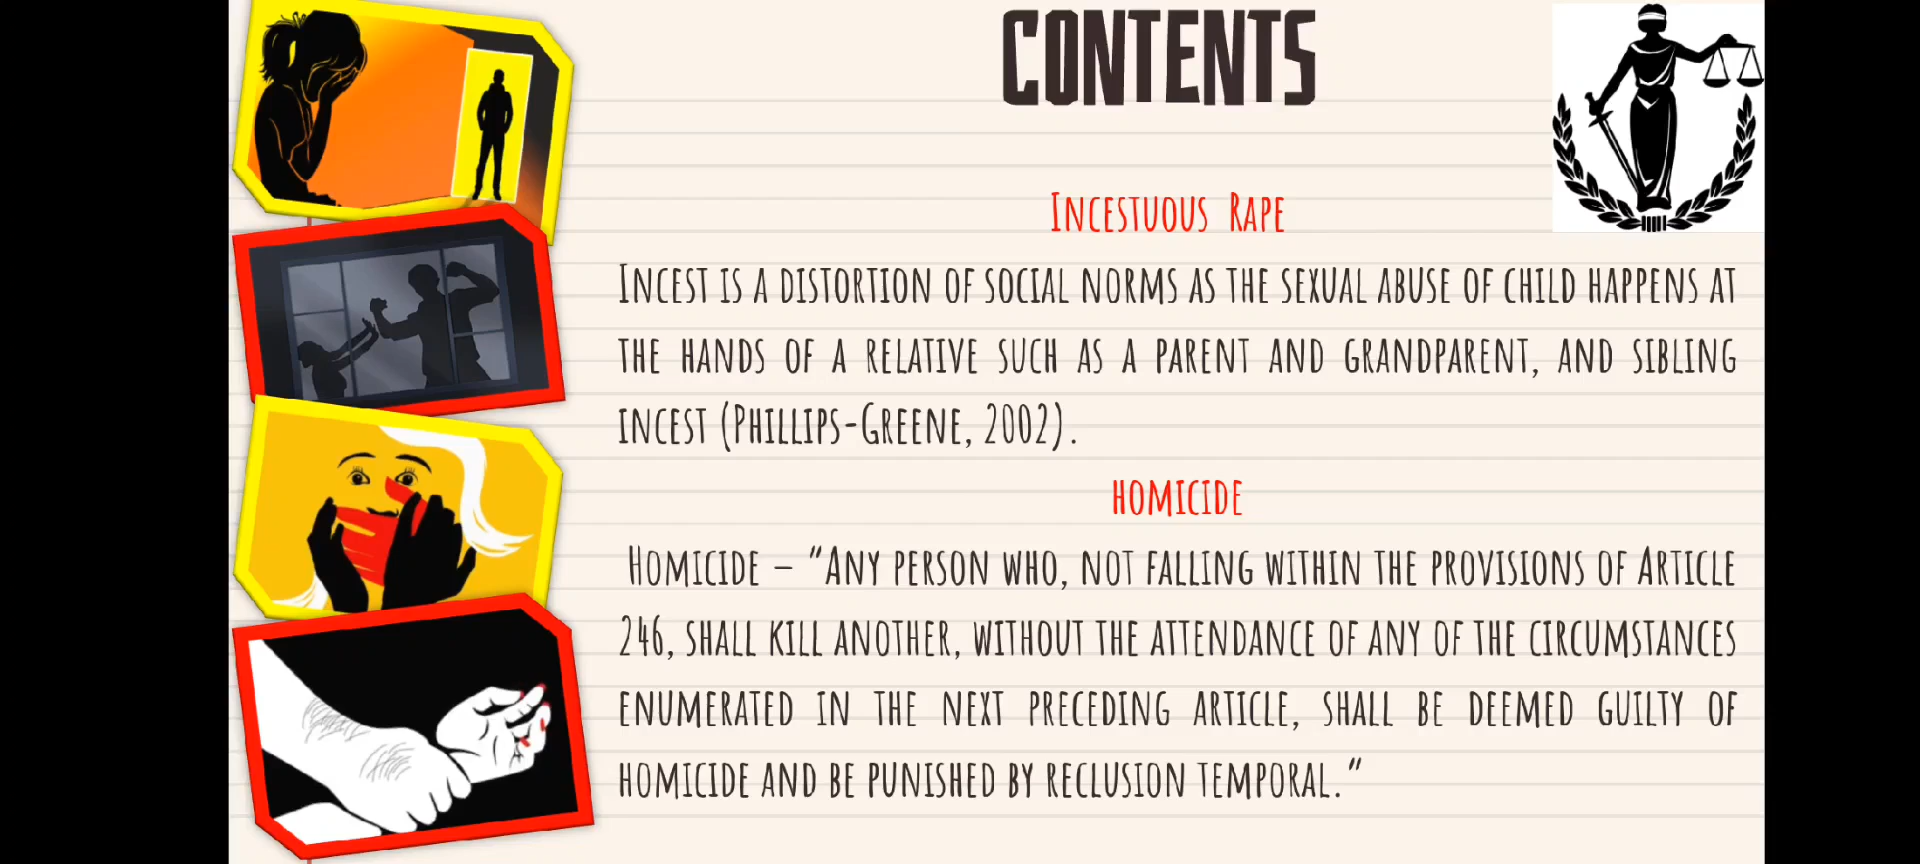 CONTENTS
INCESTUOUS RAPE
INCEST IS A DISTORTION OF SOCIAL NORMS AS THE SEXUAL ABUSE OF CHILD HAPPENS AT
THE HANDS OF A RELATIVE SUCH AS A PARENT AND GRANDPARENT, AND SIBLING
INCEST (PHILLIPS-GREENE, 2002).
HOMICIDE
HOMICIDE – "ANY PERSON WHO, NOT FALLING WITHIN THE PROVISIONS OF ARTICLE
246, SHALL KILL ANOTHER, WITHOUT THE ATTENDANCE OF ANY OF THE CIRCUMSTANCES
ENUMERATED IN THE NEXT PRECEDING ARTICLE, SHALL BE DEEMED GUILTY OF
HOMICIDE AND BE PUNISHED BY RECLUSION TEMPORAL. "